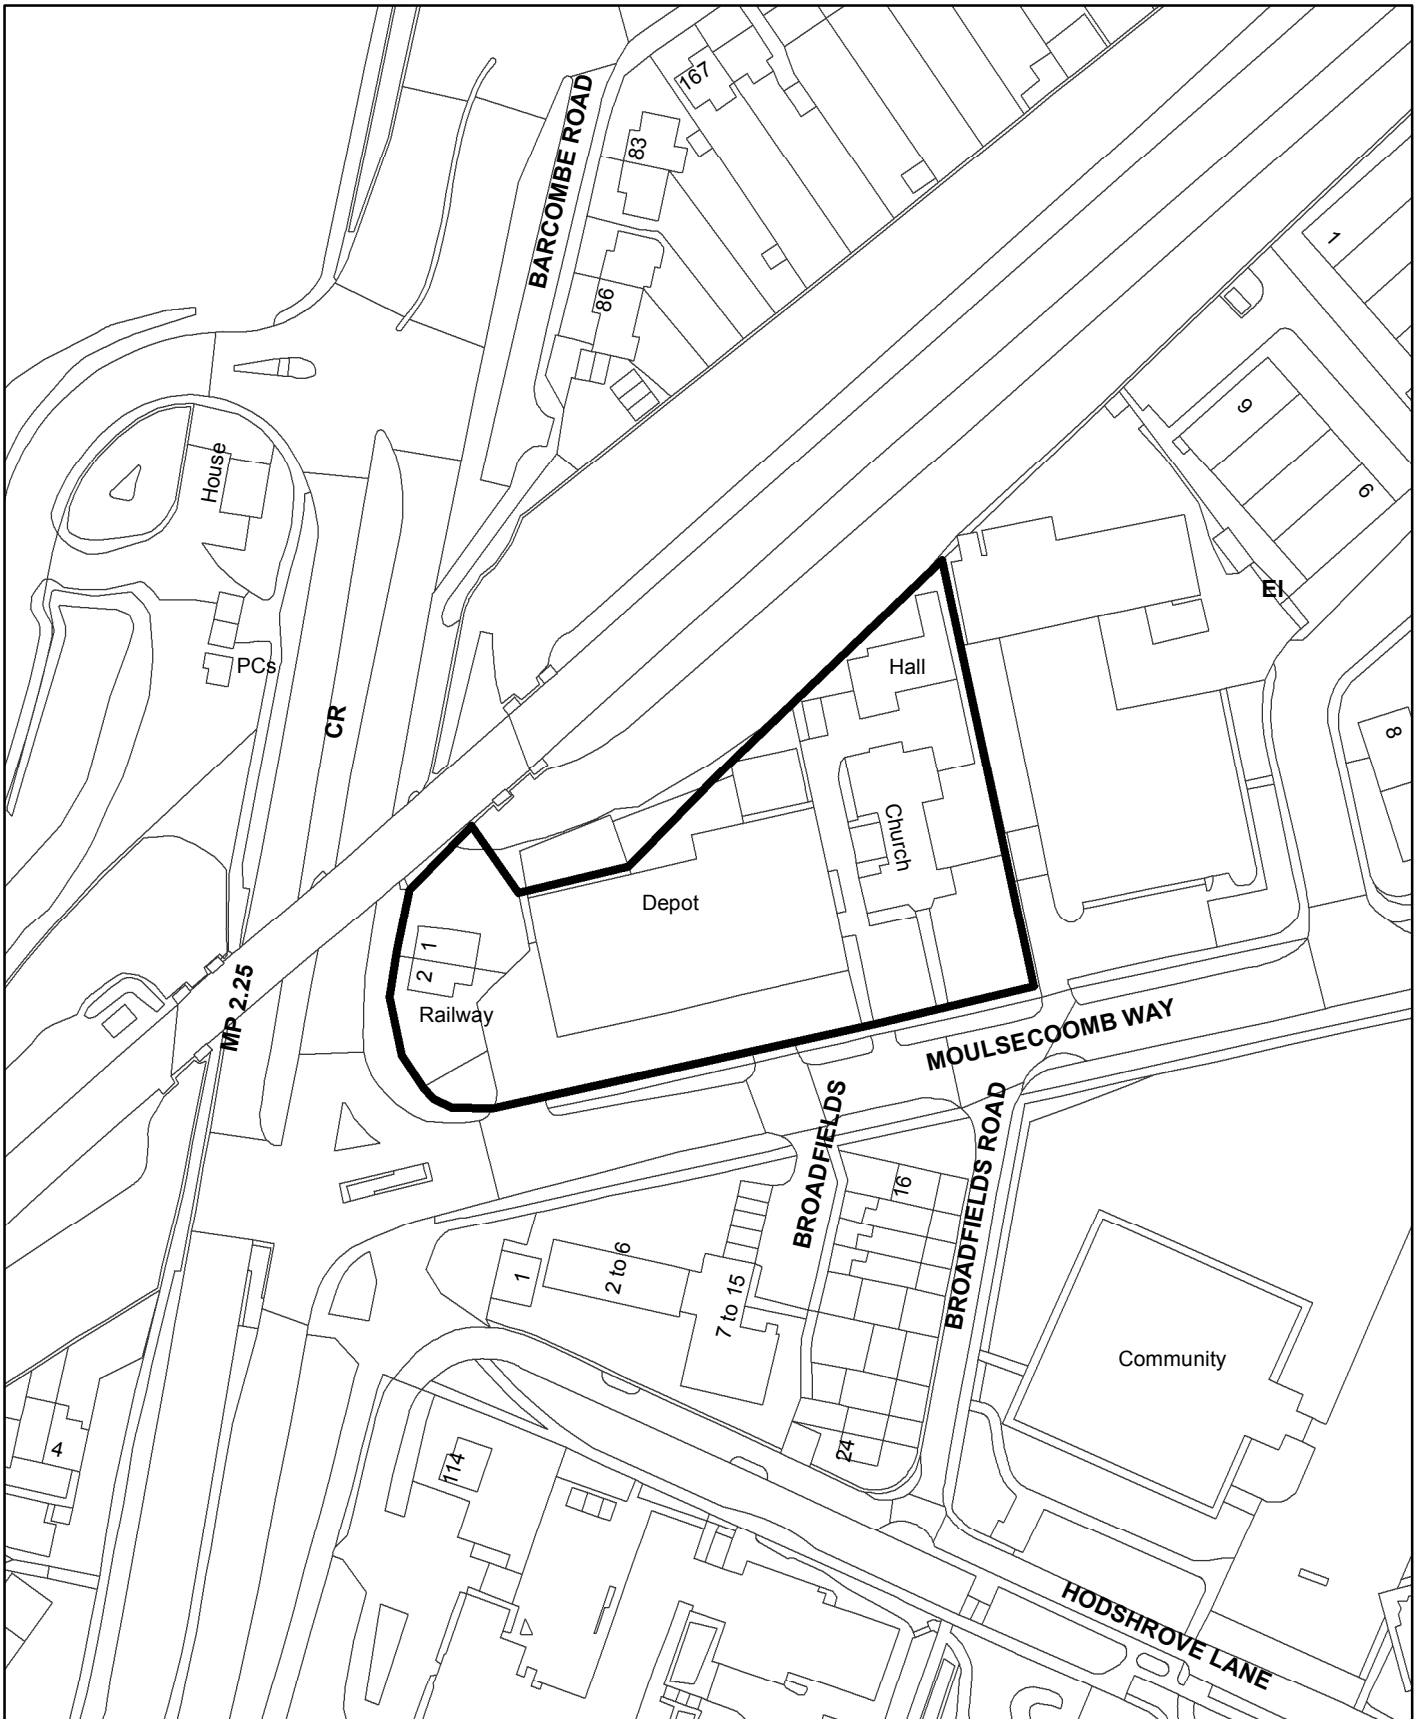 167
83
BARCOMBE ROAD
1
86
9
House
6
EI
PCs
Hall
CR
8
Church
Depot
1
2
MP 2.25
Railway
MOULSECOOMB WAY
BROADFIELDS
BROADFIELDS ROAD
16
2 to 6
1
7 to 15
Community
24
4
114
HODSHROVE LANE